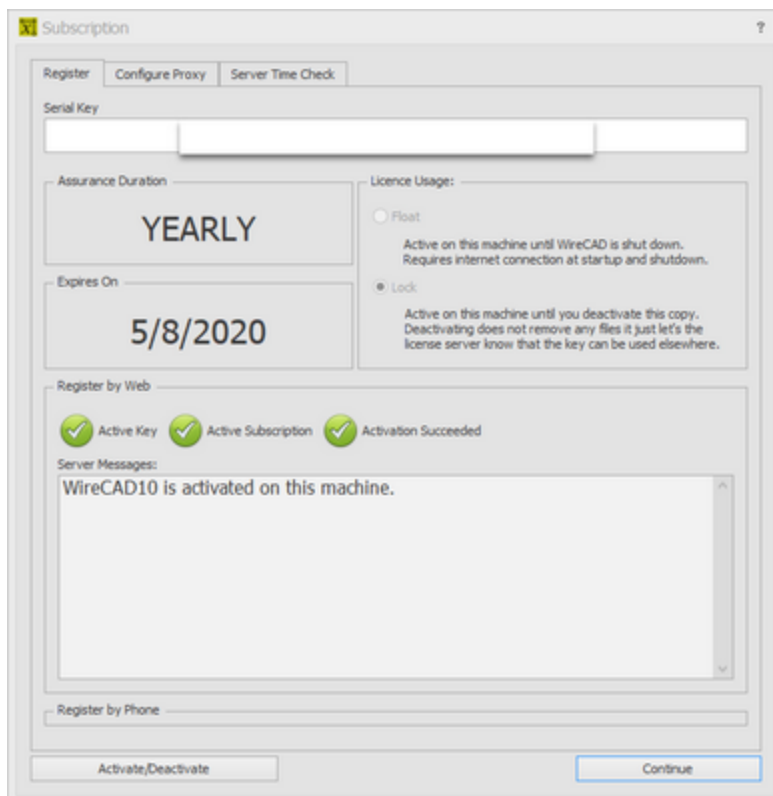 Subscription
?
Register
Configure Proxy
Server Time Check
Serial Key
Assurance Duration
YEARLY
Expires On
5/8/2020
Licence Usage:
Float
Active on this machine until WireCAD is shut down.
Requires internet connection at startup and shutdown.
Lock
Active on this machine until you deactivate this copy.
Deactivating does not remove any files it just let's the
license server know that the key can be used elsewhere.
Register by Web
Active Key
Active Subscription
Activation Succeeded
Server Messages:
WireCAD10 is activated on this machine.
Register by Phone
Activate/Deactivate
Continue